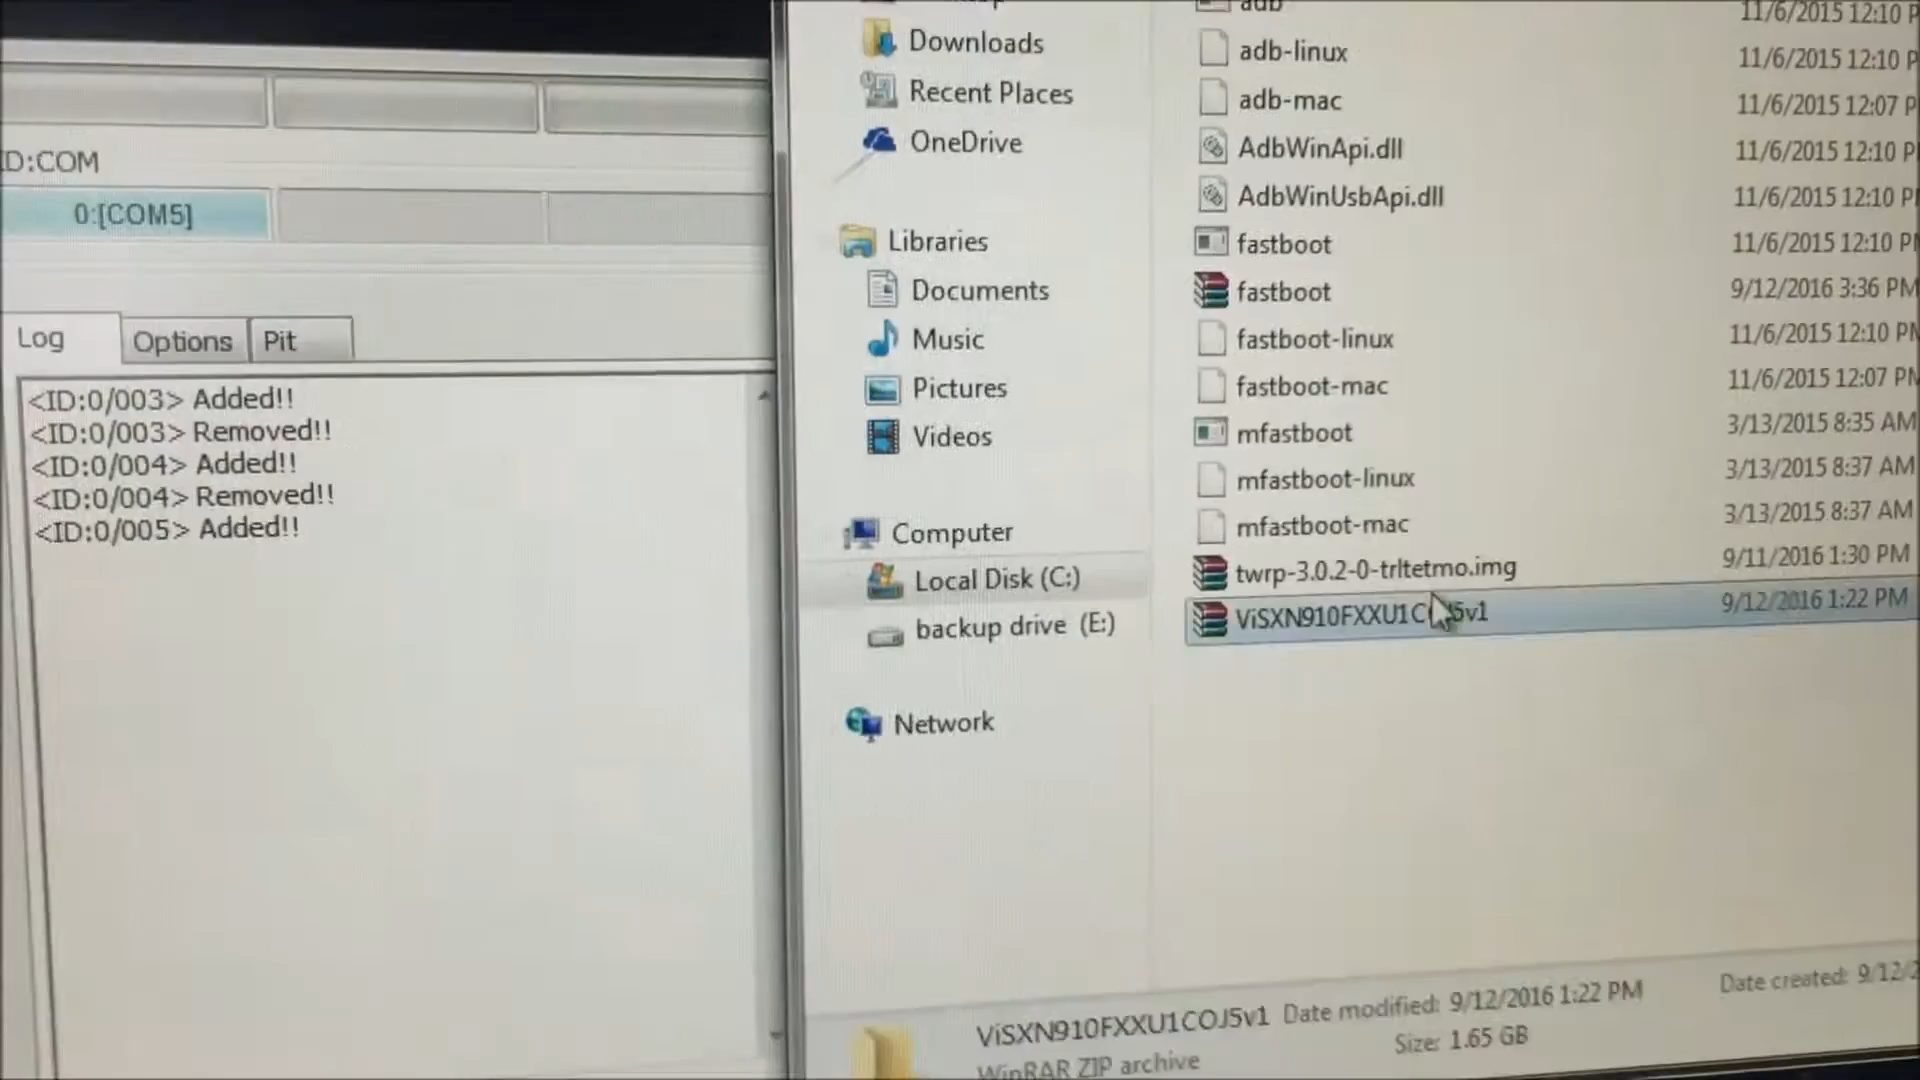 ID:COM
0:[COM5]
Log
Options
Pit
<ID:0/003> Added!!
<ID:0/003> Removed!!
<ID:0/004> Added!!
<ID:0/004> Removed!!
<ID:0/005> Added!!
Downloads
Recent Places
OneDrive
Libraries
Documents
Music
Pictures
Videos
Computer
Local Disk (C:)
backup drive (E:)
Network
adb 11/6/2015 12:10 P
adb-linux 11/6/2015 12:10 P
adb-mac 11/6/2015 12:07 P
AdbWinApi.dll 11/6/2015 12:10 P
AdbWinUsbApi.dll 11/6/2015 12:10 P
fastboot 11/6/2015 12:10 PM
fastboot 9/12/2016 3:36 PM
fastboot-linux 11/6/2015 12:10 PM
fastboot-mac 11/6/2015 12:07 PM
mfastboot 3/13/2015 8:35 AM
mfastboot-linux 3/13/2015 8:37 AM
mfastboot-mac 3/13/2015 8:37 AM
twrp-3.0.2-0-trltetmo.img 9/11/2016 1:30 PM
ViSXN910FXXU1COJ5v1 9/12/2016 1:22 PM
ViSXN910FXXU1COJ5v1 Date modified: 9/12/2016 1:22 PM Date created: 9/12/2
WinRAR ZIP archive Size: 1.65 GB